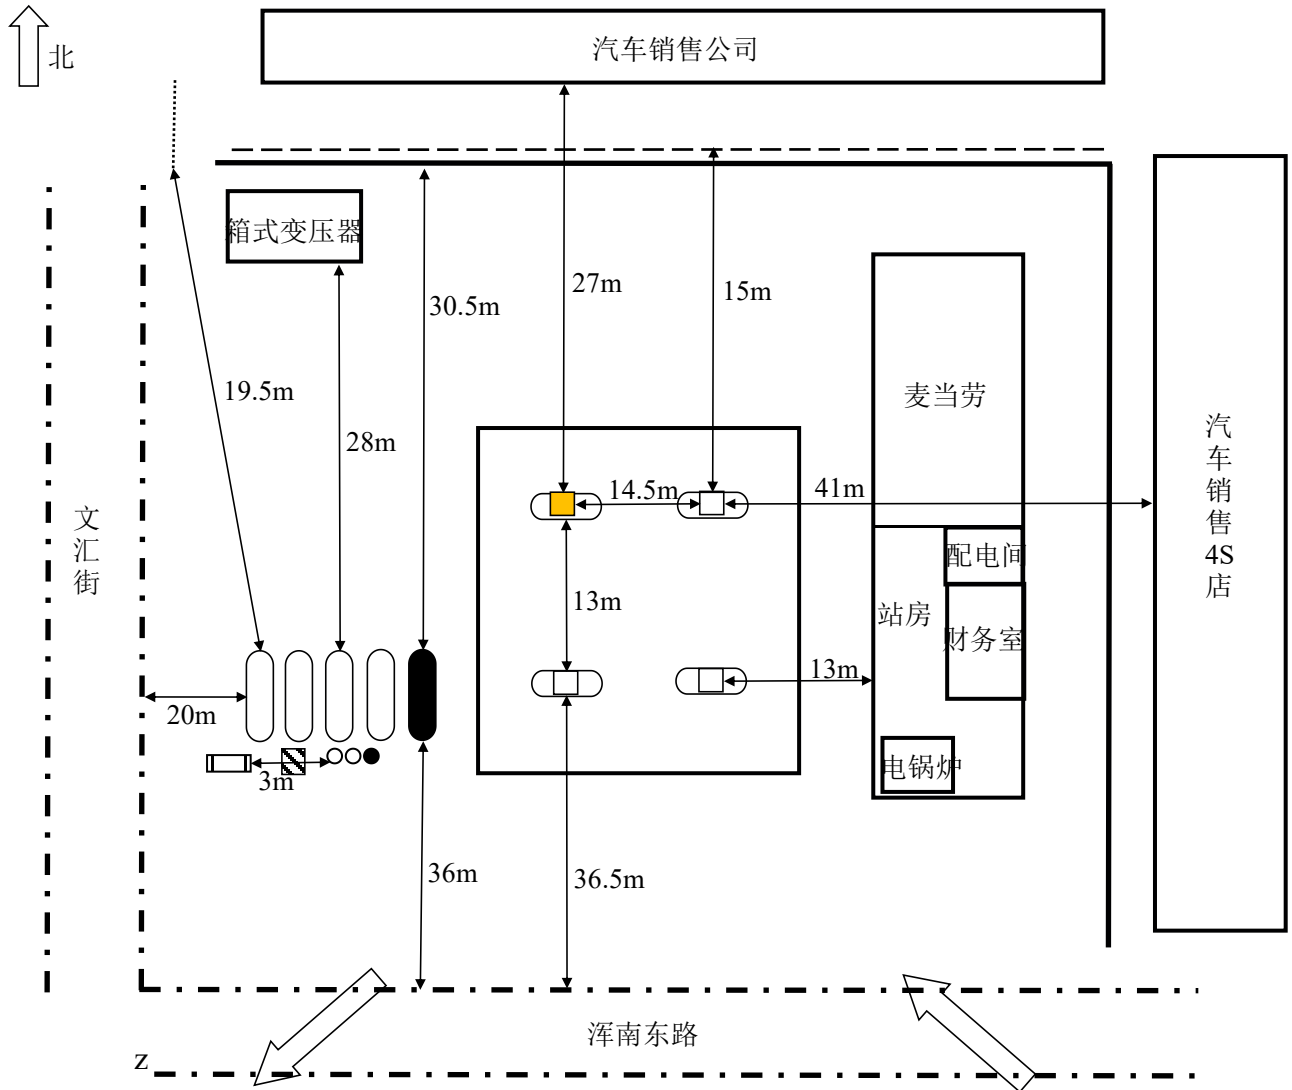 汽车销售公司
北
箱式变压器
27m
15m
30.5m
19.5m
麦当劳
28m
14.5m
41m
汽车销售4S店
文汇街
配电间
13m
站房
财务室
13m
20m
3m
电锅炉
36m
36.5m
浑南东路
z